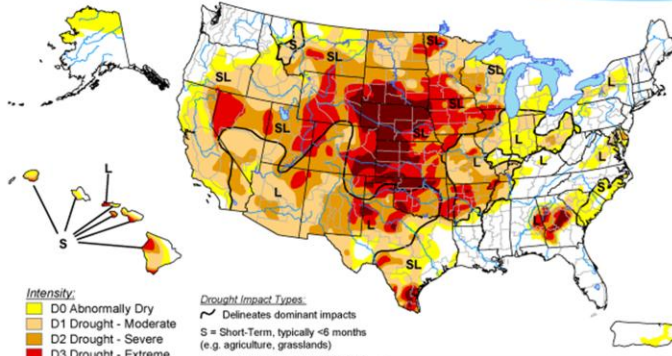 S
SL
SL
SL
SL
L
SL
SL
L
L
L
L
L
L
L
SL
S
L
L
S
Intensity:
D0 Abnormally Dry
D1 Drought - Moderate
D2 Drought - Severe
D3 Drought - Extreme
Drought Impact Types:
Delineates dominant impacts
S = Short-Term, typically <6 months
(e.g. agriculture, grasslands)